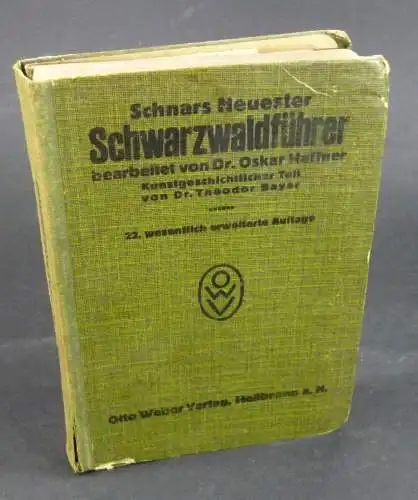 Schnars Neuester
Schwarzwaldführer
bearbeitet von Dr. Oskar Haffner
Kunstgeschichtlicher Teil
von Dr. Theodor Bayer
22. wesentlich erweiterte Auflage
OWV
Otto Weber Verlag, Heilbronn a. N.